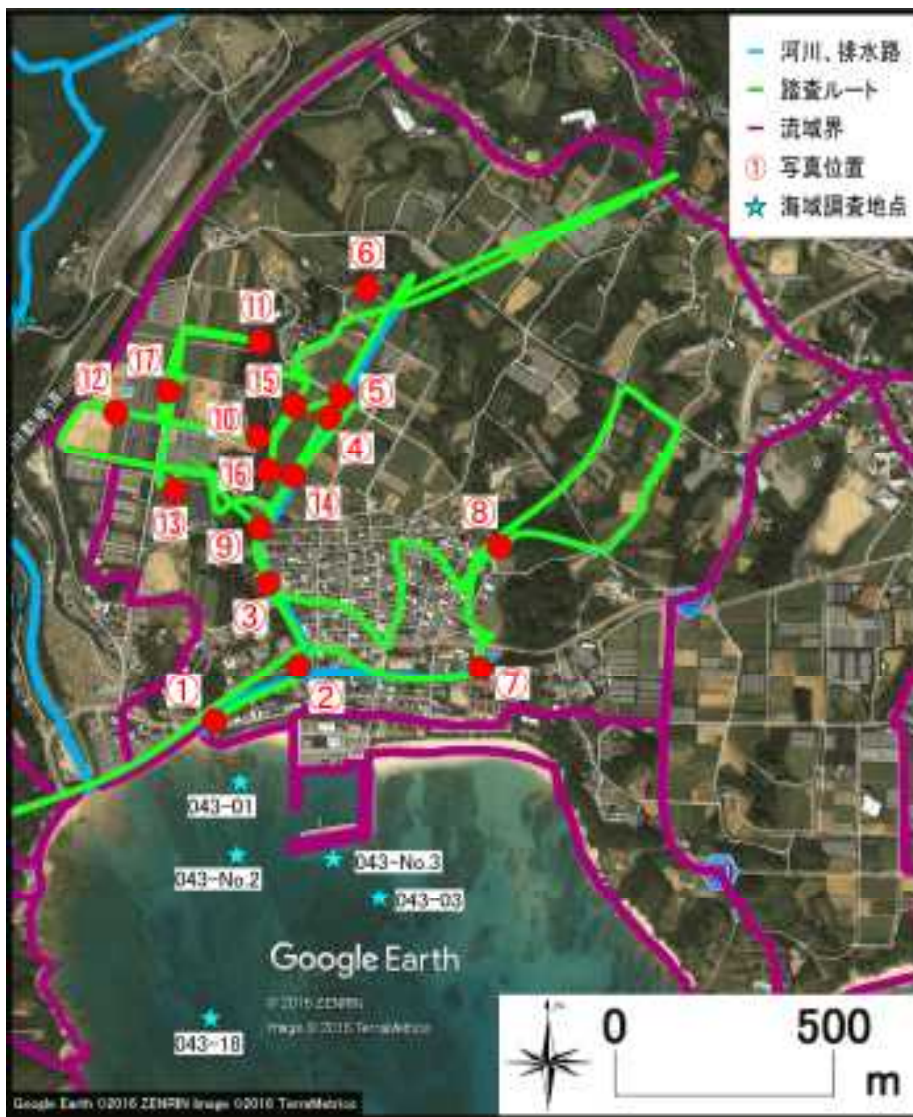 河川、排水路
踏査ルート
流域界
① 写真位置
海域調査地点
⑥
⑪
⑰
⑮
⑫
⑤
⑩
④
⑯
⑭
⑬
⑧
⑨
③
①
②
⑦
043-01
043-No.2
043-No.3
043-03
Google Earth
© 2016 ZENRIN
Image © 2016 TerraMetrics
043-18
0 500
m
Google Earth ©2016 ZENRIN Image ©2016 TerraMetrics